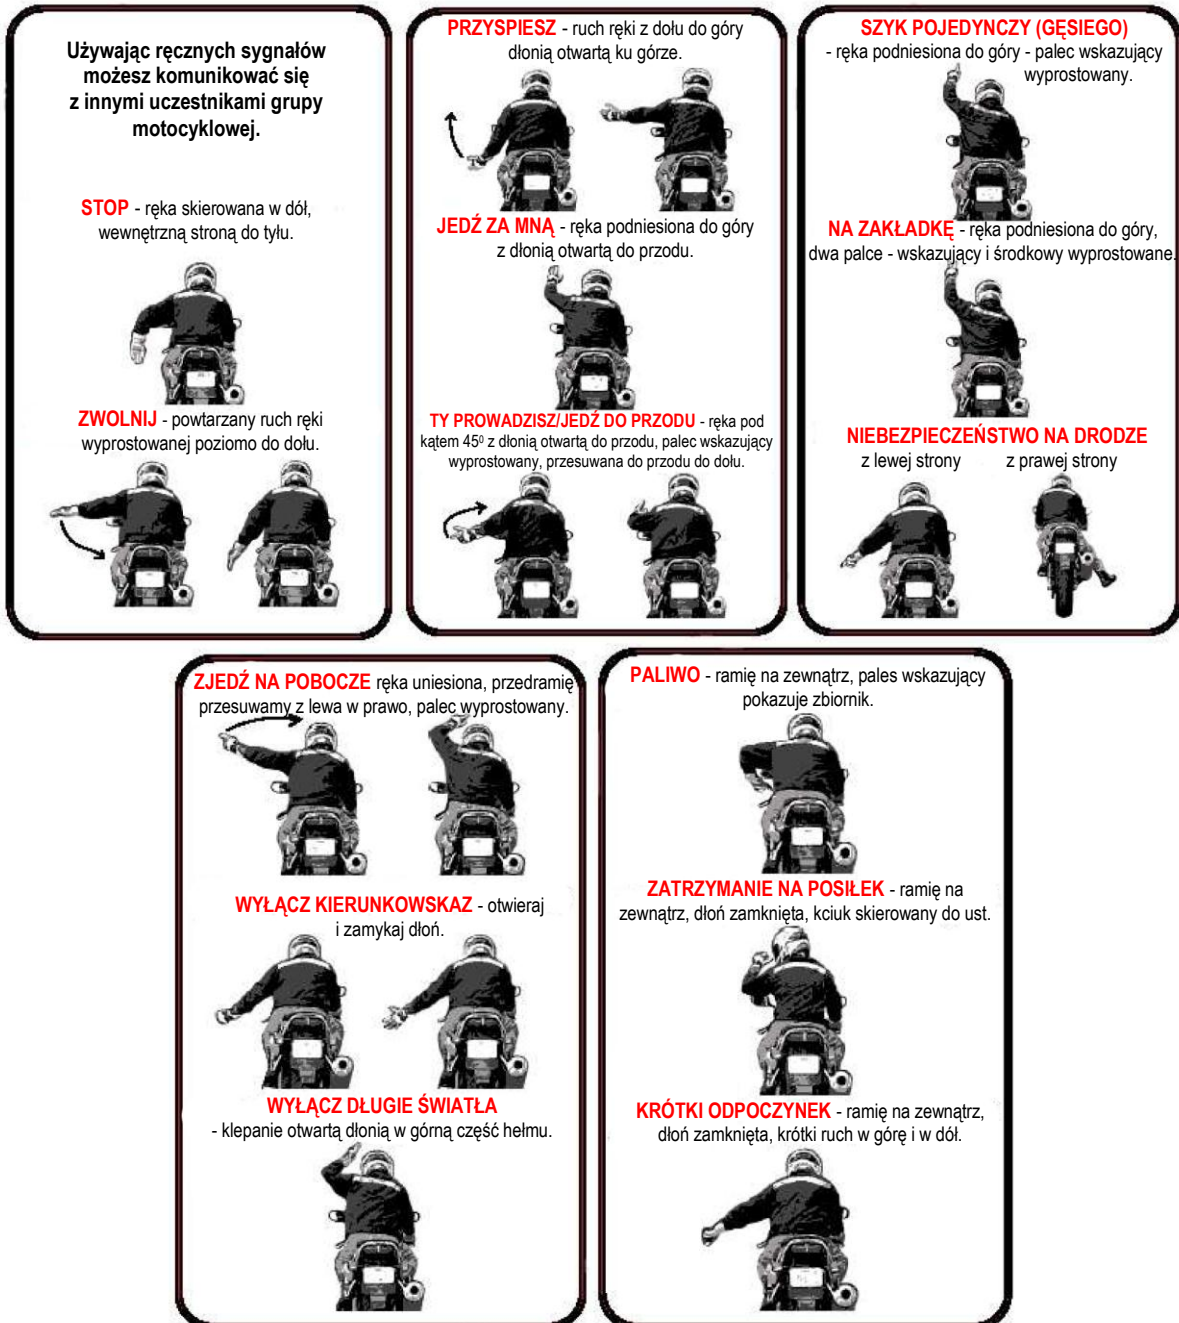 Używając ręcznych sygnałów
możesz komunikować się
z innymi uczestnikami grupy
motocyklowej.
STOP - ręka skierowana w dół,
wewnętrzną stroną do tyłu.
ZWOLNIJ - powtarzany ruch ręki
wyprostowanej poziomo do dołu.
PRZYSPIESZ - ruch ręki z dołu do góry
dłonią otwartą ku górze.
JEDŹ ZA MNĄ - ręka podniesiona do góry
z dłonią otwartą do przodu.
TY PROWADZISZ/JEDŹ DO PRZODU - ręka pod
kątem 45⁰ z dłonią otwartą do przodu, palec wskazujący
wyprostowany, przesuwana do przodu do dołu.
SZYK POJEDYNCZY (GĘSIEGO)
- ręka podniesiona do góry - palec wskazujący
wyprostowany.
NA ZAKŁADKĘ - ręka podniesiona do góry,
dwa palce - wskazujący i środkowy wyprostowane.
NIEBEZPIECZEŃSTWO NA DRODZE
z lewej strony z prawej strony
ZJEDŹ NA POBOCZE ręka uniesiona, przedramię
przesuwamy z lewa w prawo, palec wyprostowany.
WYŁĄCZ KIERUNKOWSKAZ - otwieraj
i zamykaj dłoń.
WYŁĄCZ DŁUGIE ŚWIATŁA
- klepanie otwartą dłonią w górną część hełmu.
PALIWO - ramię na zewnątrz, pales wskazujący
pokazuje zbiornik.
ZATRZYMANIE NA POSIŁEK - ramię na
zewnątrz, dłoń zamknięta, kciuk skierowany do ust.
KRÓTKI ODPOCZYNEK - ramię na zewnątrz,
dłoń zamknięta, krótki ruch w górę i w dół.